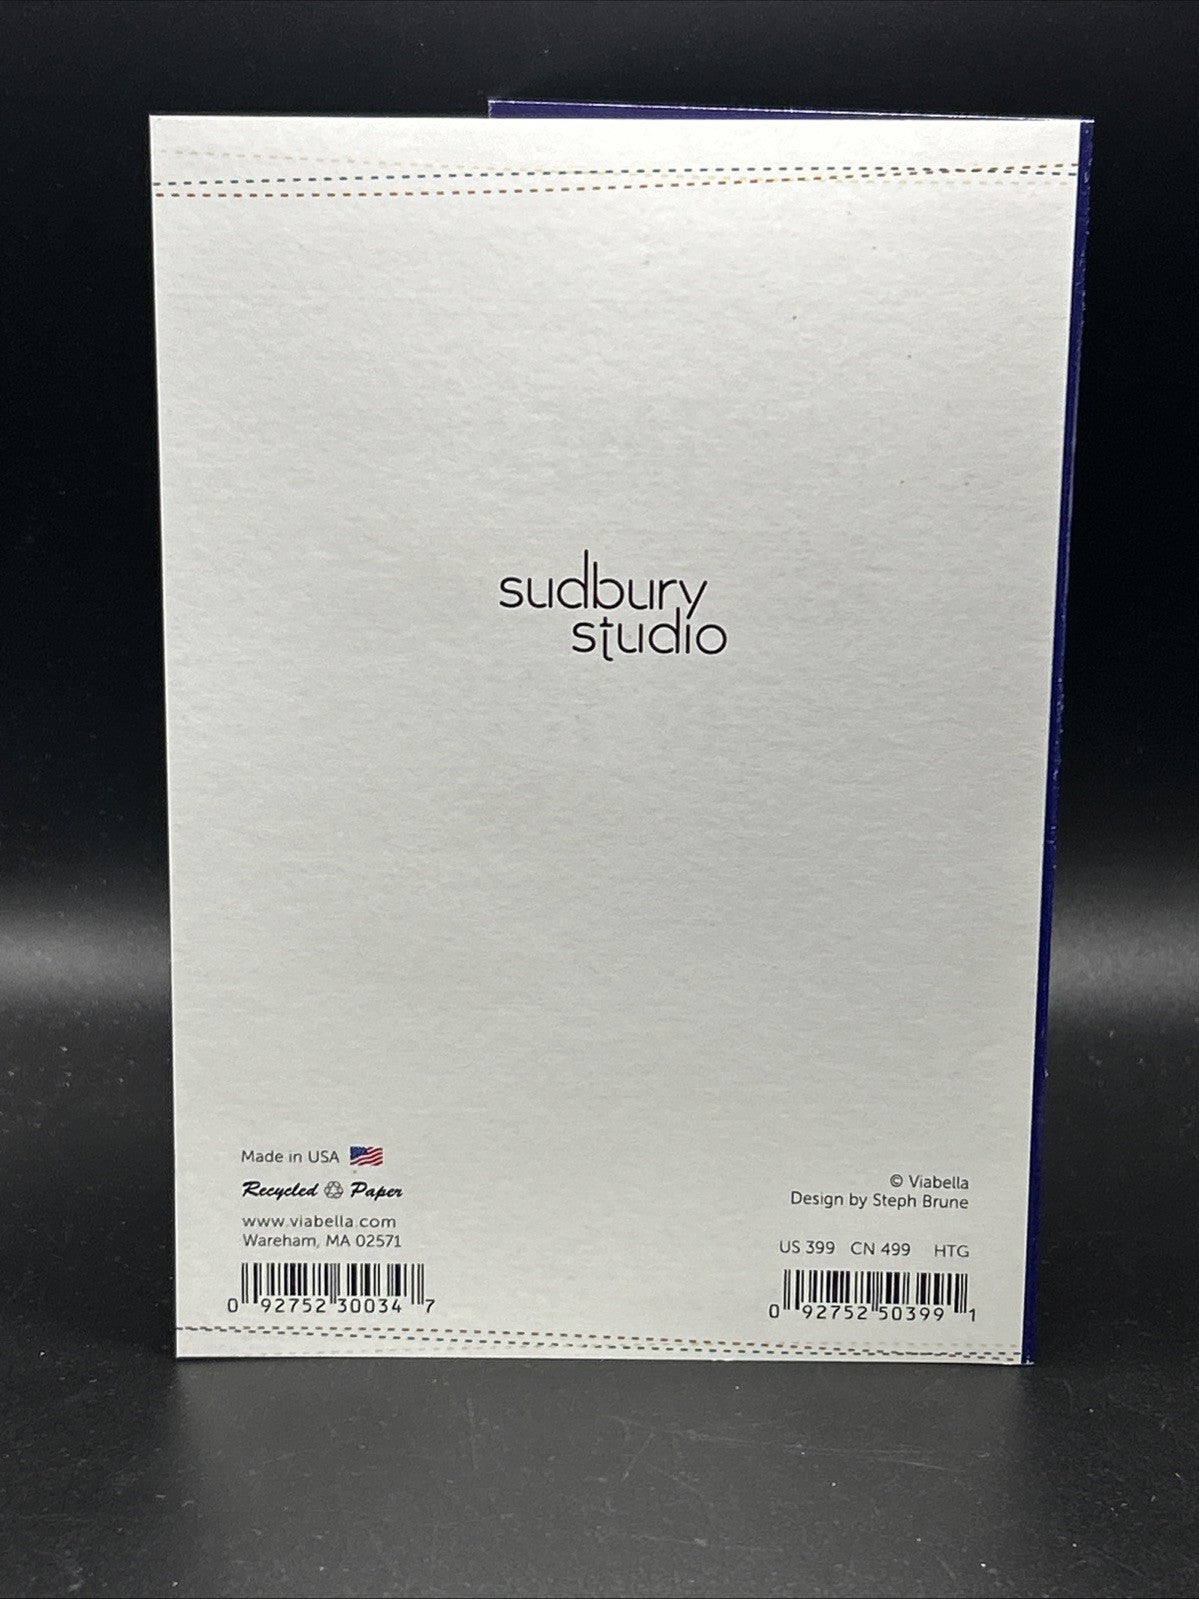 sudbury
studio
Made in USA
Recycled Paper
www.viabella.com
Wareham, MA 02571
0 92752 30034 7
© Viabella
Design by Steph Brune
US 399 CN 499 HTG
0 92752 50399 1